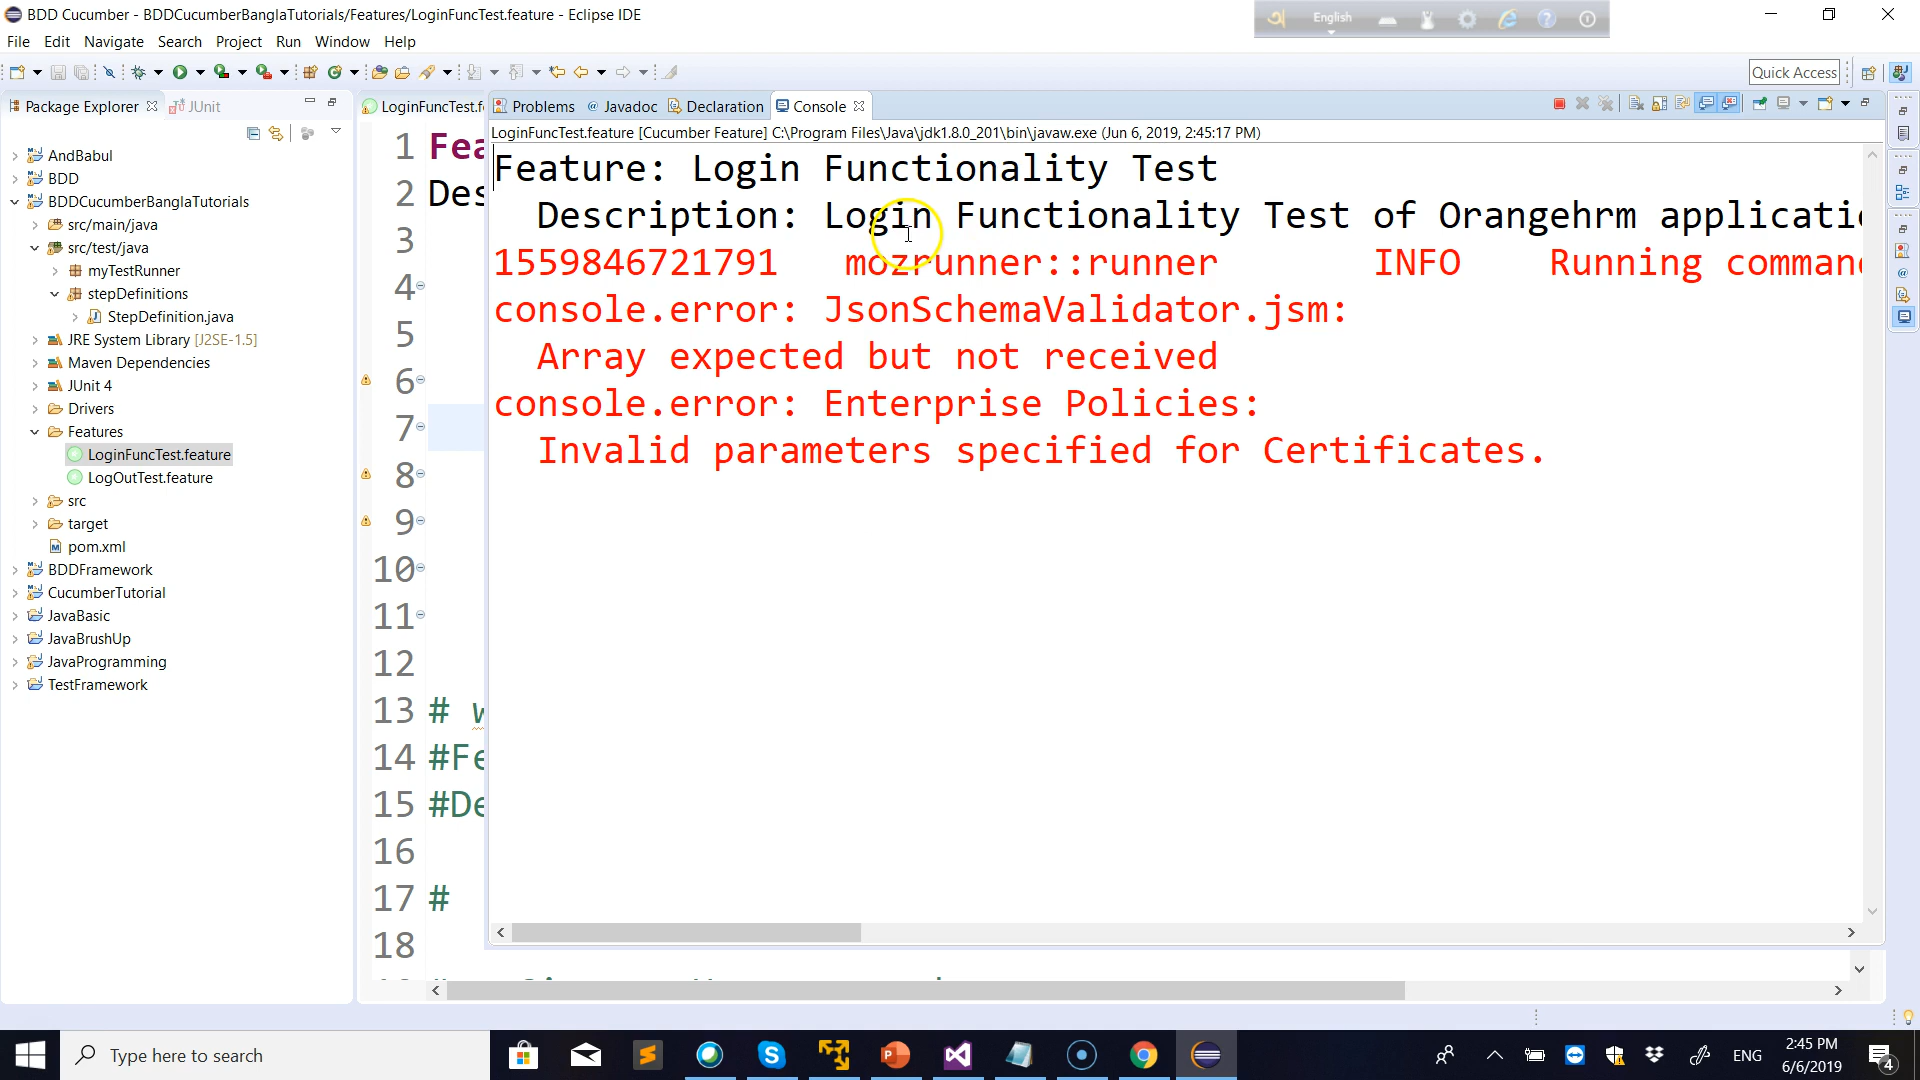 BDD Cucumber - BDDCucumberBanglaTutorials/Features/LoginFuncTest.feature - Eclipse IDE
English
File Edit Navigate Search Project Run Window Help
Quick Access
Package Explorer
JUnit
LoginFuncTest.f
Problems
@ Javadoc
Declaration
Console
LoginFuncTest.feature [Cucumber Feature] C:\Program Files\Java\jdk1.8.0_201\bin\javaw.exe (Jun 6, 2019, 2:45:17 PM)
AndBabul
BDD
BDDCucumberBanglaTutorials
src/main/java
src/test/java
myTestRunner
stepDefinitions
StepDefinition.java
JRE System Library [J2SE-1.5]
Maven Dependencies
JUnit 4
Drivers
Features
LoginFuncTest.feature
LogOutTest.feature
src
target
pom.xml
BDDFramework
CucumberTutorial
JavaBasic
JavaBrushUp
JavaProgramming
TestFramework
1 Fea
2 Des
3
4
5
6
7
8
9
10
11
12
13 # w
14 #Fe
15 #De
16
17 #
18
Feature: Login Functionality Test
Description: Login Functionality Test of Orangehrm applicatio
1559846721791 mozrunner::runner INFO Running command
console.error: JsonSchemaValidator.jsm:
Array expected but not received
console.error: Enterprise Policies:
Invalid parameters specified for Certificates.
Type here to search
ENG
2:45 PM
6/6/2019
4